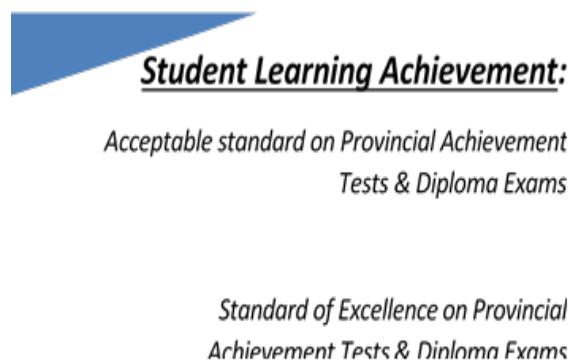 Student Learning Achievement:
Acceptable standard on Provincial Achievement
Tests & Diploma Exams
Standard of Excellence on Provincial
Achievement Tests & Diploma Exams